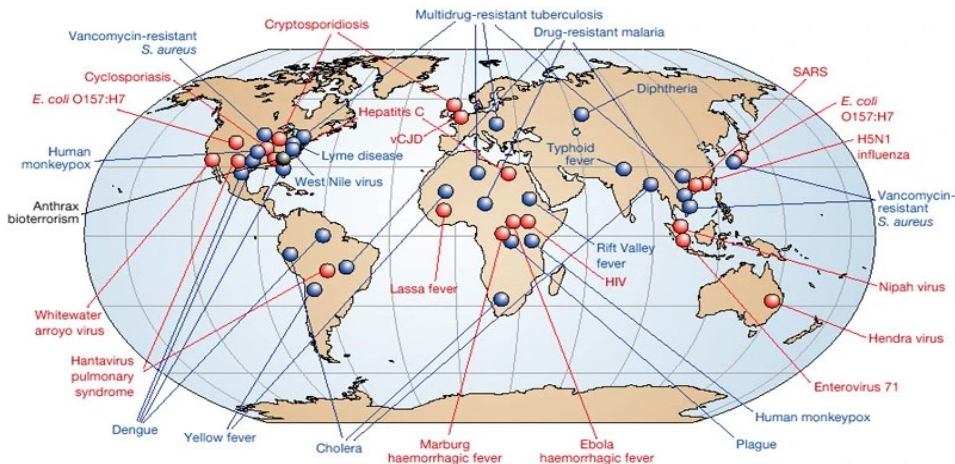 Cryptosporidiosis
Multidrug-resistant tuberculosis
Drug-resistant malaria
Vancomycin-resistant
S. aureus
SARS
Cyclosporiasis
E. coli O157:H7
Hepatitis C
vCJD
Diphtheria
E. coli
O157:H7
H5N1
influenza
Human
monkeypox
Lyme disease
Typhoid
fever
West Nile virus
Anthrax
bioterrorism
Vancomycin-
resistant
S. aureus
Rift Valley
fever
HIV
Lassa fever
Nipah virus
Whitewater
arroyo virus
Hendra virus
Hantavirus
pulmonary
syndrome
Enterovirus 71
Dengue
Yellow fever
Cholera
Marburg
haemorrhagic fever
Ebola
haemorrhagic fever
Human monkeypox
Plague